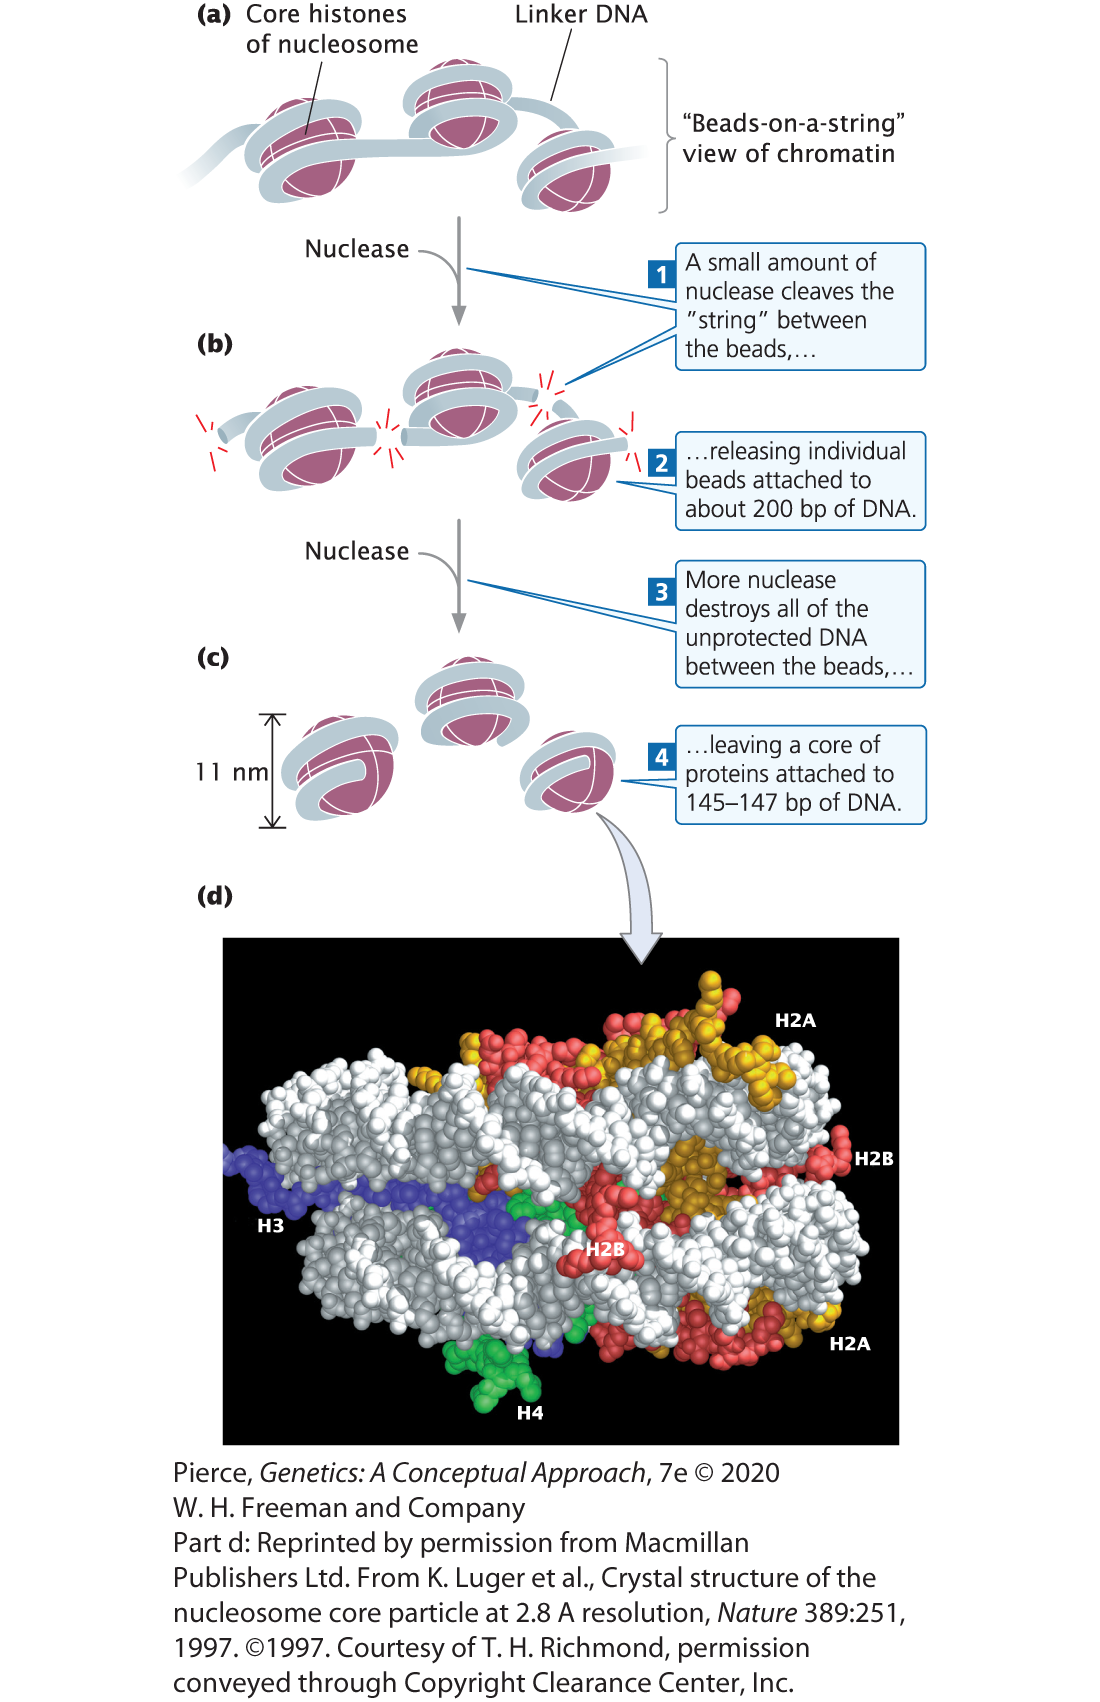 (a) Core histones
of nucleosome
Linker DNA
“Beads-on-a-string”
view of chromatin
Nuclease
1 A small amount of
nuclease cleaves the
”string” between
the beads,…
(b)
2 …releasing individual
beads attached to
about 200 bp of DNA.
Nuclease
3 More nuclease
destroys all of the
unprotected DNA
between the beads,…
(c)
11 nm
4 …leaving a core of
proteins attached to
145–147 bp of DNA.
(d)
H2A
H2B
H3
H2B
H2A
H4
Pierce, Genetics: A Conceptual Approach, 7e © 2020
W. H. Freeman and Company
Part d: Reprinted by permission from Macmillan
Publishers Ltd. From K. Luger et al., Crystal structure of the
nucleosome core particle at 2.8 A resolution, Nature 389:251,
1997. ©1997. Courtesy of T. H. Richmond, permission
conveyed through Copyright Clearance Center, Inc.